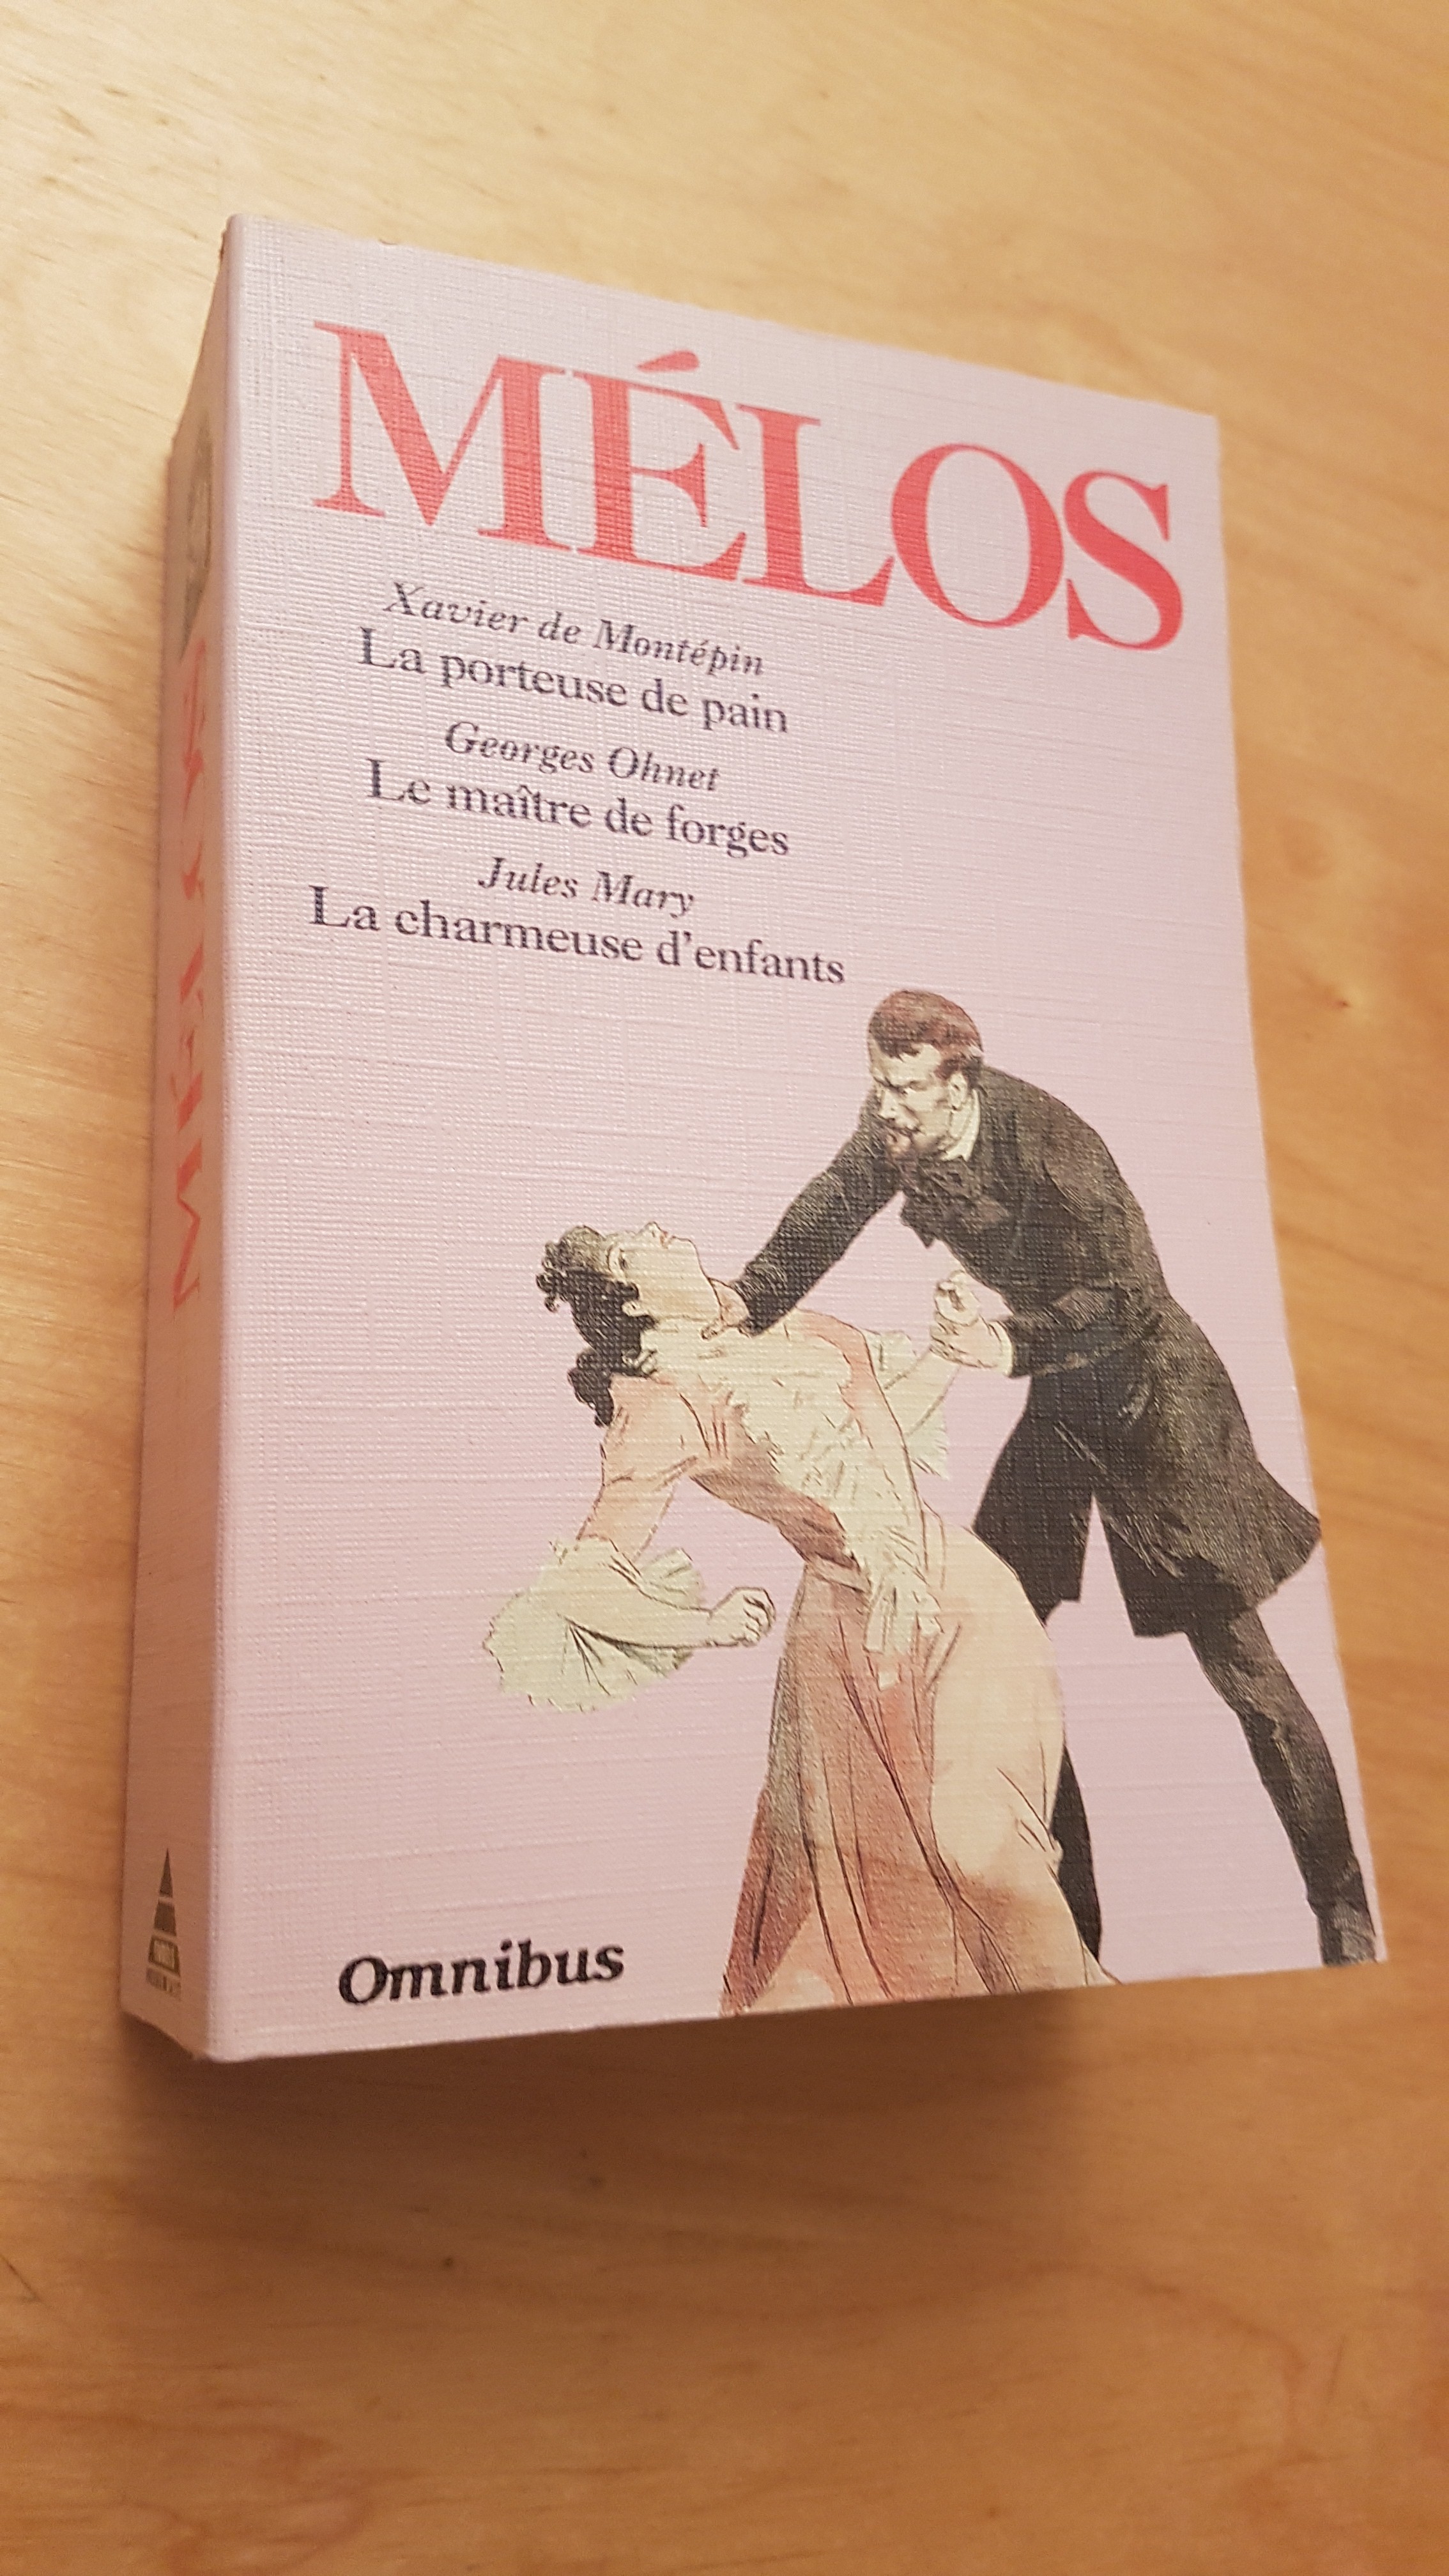 MÉLOS
Xavier de Montépin
La porteuse de pain
Georges Ohnet
Le maître de forges
Jules Mary
La charmeuse d'enfants
Omnibus
MÉLOS